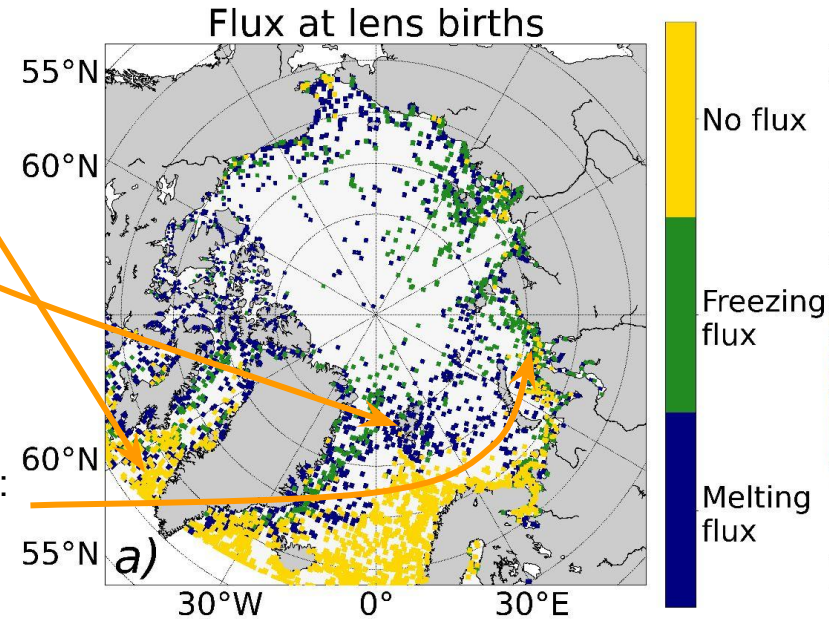 Flux at lens births
55°N
60°N
60°N
:
55°N
a)
30°W 0° 30°E
No flux
Freezing
flux
Melting
flux